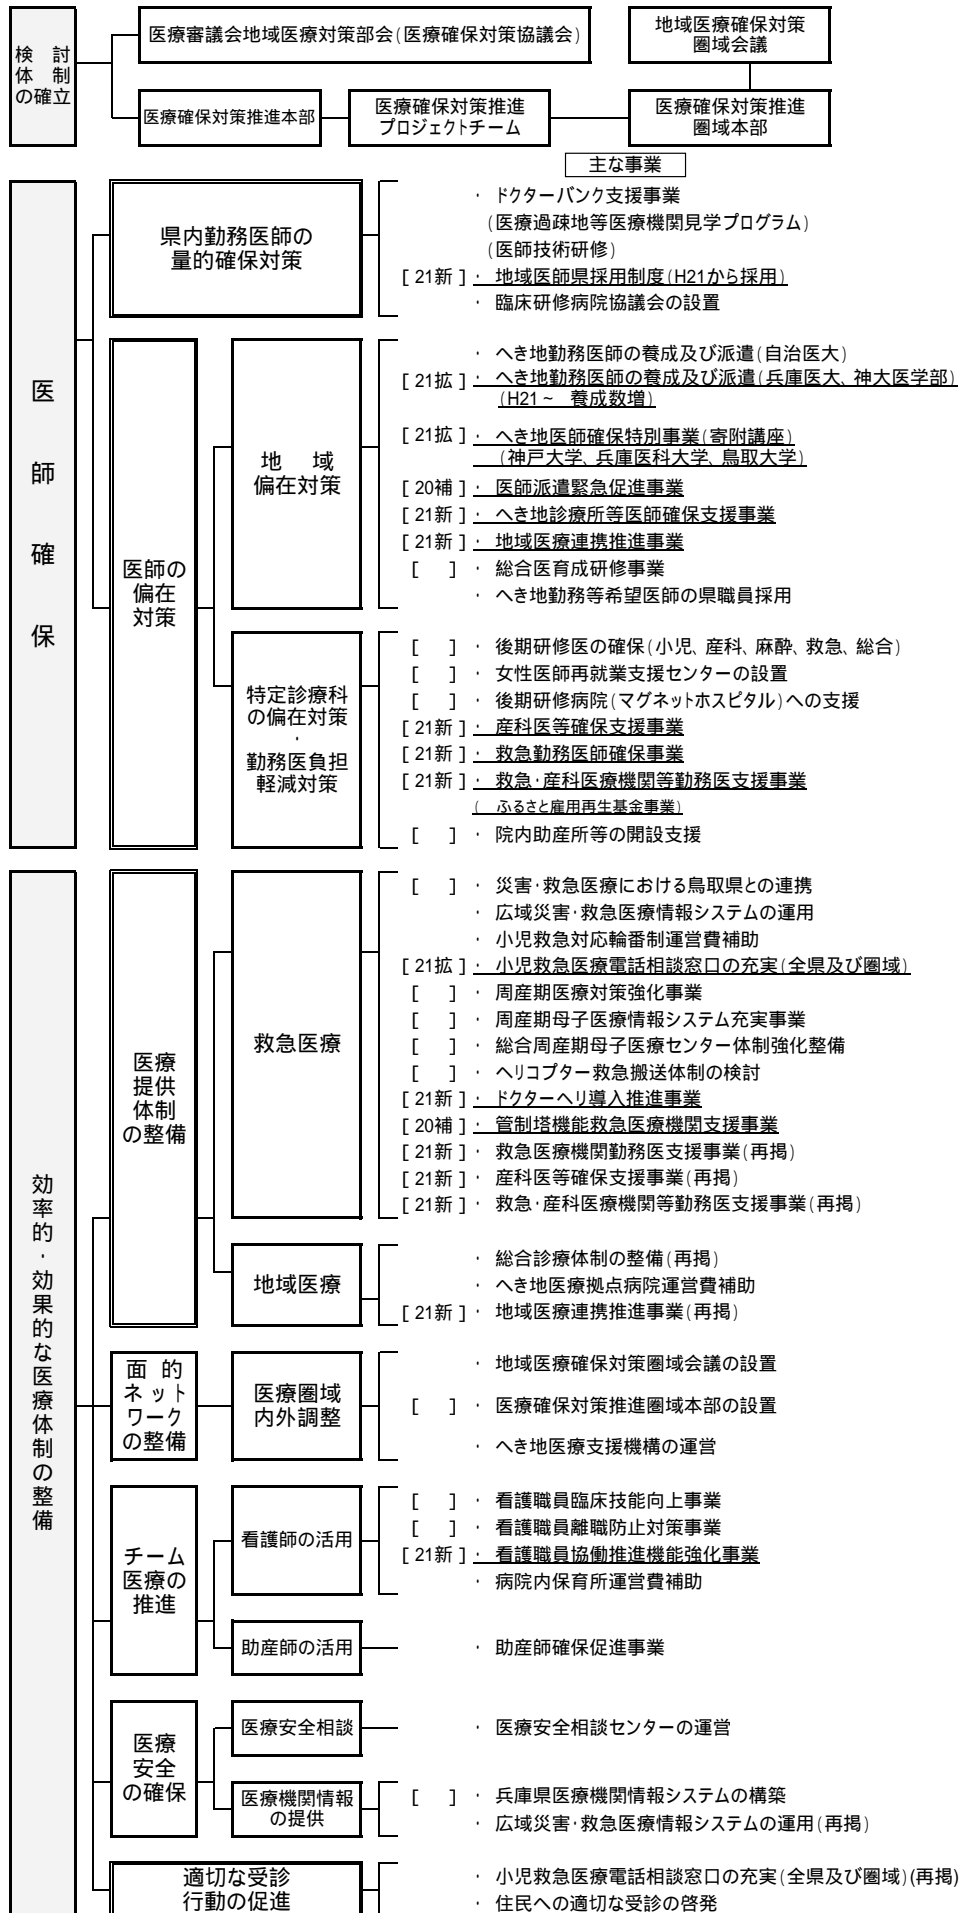 検　討
体　制
の確立
医療審議会地域医療対策部会(医療確保対策協議会)
地域医療確保対策
圏域会議
医療確保対策推進本部
医療確保対策推進
プロジェクトチーム
医療確保対策推進
圏域本部
主な事業
医師確保
県内勤務医師の
量的確保対策
・ ドクターバンク支援事業
(医療過疎地等医療機関見学プログラム)
(医師技術研修)
[ 21新 ]・ 地域医師県採用制度(H21から採用)
・ 臨床研修病院協議会の設置
医師の
偏在
対策
地　域
偏在対策
・ へき地勤務医師の養成及び派遣(自治医大)
[ 21拡 ]・ へき地勤務医師の養成及び派遣(兵庫医大、神大医学部)
(H21～　養成数増)
[ 21拡 ]・ へき地医師確保特別事業(寄附講座)
(神戸大学、兵庫医科大学、鳥取大学)
[ 20補 ]・ 医師派遣緊急促進事業
[ 21新 ]・ へき地診療所等医師確保支援事業
[ 21新 ]・ 地域医療連携推進事業
[　　]・ 総合医育成研修事業
・ へき地勤務等希望医師の県職員採用
特定診療科
の偏在対策
・
勤務医負担
軽減対策
[　　]・ 後期研修医の確保(小児、産科、麻酔、救急、総合)
[　　]・ 女性医師再就業支援センターの設置
[　　]・ 後期研修病院(マグネットホスピタル)への支援
[ 21新 ]・ 産科医等確保支援事業
[ 21新 ]・ 救急勤務医師確保事業
[ 21新 ]・ 救急・産科医療機関等勤務医支援事業
(　ふるさと雇用再生基金事業)
[　　]・ 院内助産所等の開設支援
効率的・効果的な医療体制の整備
医療
提供
体制
の整備
救急医療
[　　]・ 災害・救急医療における鳥取県との連携
・ 広域災害・救急医療情報システムの運用
・ 小児救急対応輪番制運営費補助
[ 21拡 ]・ 小児救急医療電話相談窓口の充実(全県及び圏域)
[　　]・ 周産期医療対策強化事業
[　　]・ 周産期母子医療情報システム充実事業
[　　]・ 総合周産期母子医療センター体制強化整備
[　　]・ ヘリコプター救急搬送体制の検討
[ 21新 ]・ ドクターヘリ導入推進事業
[ 20補 ]・ 管制塔機能救急医療機関支援事業
[ 21新 ]・ 救急医療機関勤務医支援事業(再掲)
[ 21新 ]・ 産科医等確保支援事業(再掲)
[ 21新 ]・ 救急・産科医療機関等勤務医支援事業(再掲)
地域医療
・ 総合診療体制の整備(再掲)
・ へき地医療拠点病院運営費補助
[ 21新 ]・ 地域医療連携推進事業(再掲)
面　的
ネット
ワーク
の整備
医療圏域
内外調整
・ 地域医療確保対策圏域会議の設置
[　　]・ 医療確保対策推進圏域本部の設置
・ へき地医療支援機構の運営
チーム
医療の
推進
看護師の活用
[　　]・ 看護職員臨床技能向上事業
[　　]・ 看護職員離職防止対策事業
[ 21新 ]・ 看護職員協働推進機能強化事業
・ 病院内保育所運営費補助
助産師の活用
・ 助産師確保促進事業
医療
安全
の確保
医療安全相談
・ 医療安全相談センターの運営
医療機関情報
の提供
[　　]・ 兵庫県医療機関情報システムの構築
・ 広域災害・救急医療情報システムの運用(再掲)
適切な受診
行動の促進
・ 小児救急医療電話相談窓口の充実(全県及び圏域)(再掲)
・ 住民への適切な受診の啓発